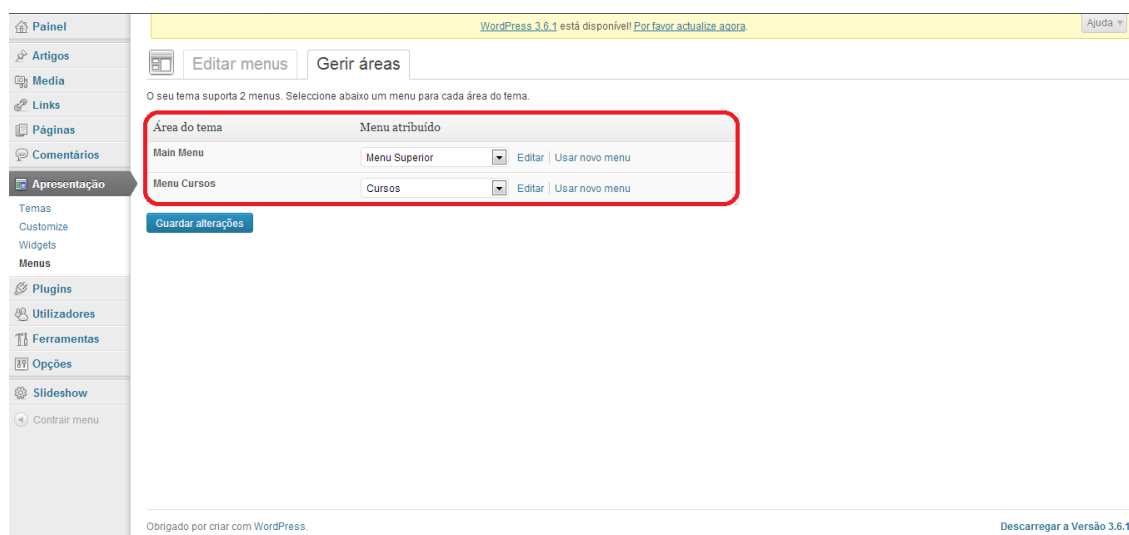 Painel
WordPress 3.6.1 está disponível! Por favor actualize agora.
Ajuda
Artigos
Media
Links
Páginas
Comentários
Apresentação
Temas
Customize
Widgets
Menus
Plugins
Utilizadores
Ferramentas
Opções
Slideshow
Contrair menu
Editar menus Gerir áreas
O seu tema suporta 2 menus. Seleccione abaixo um menu para cada área do tema.
Área do tema Menu atribuído
Main Menu Menu Superior Editar | Usar novo menu
Menu Cursos Cursos Editar | Usar novo menu
Guardar alterações
Obrigado por criar com WordPress.
Descarregar a Versão 3.6.1